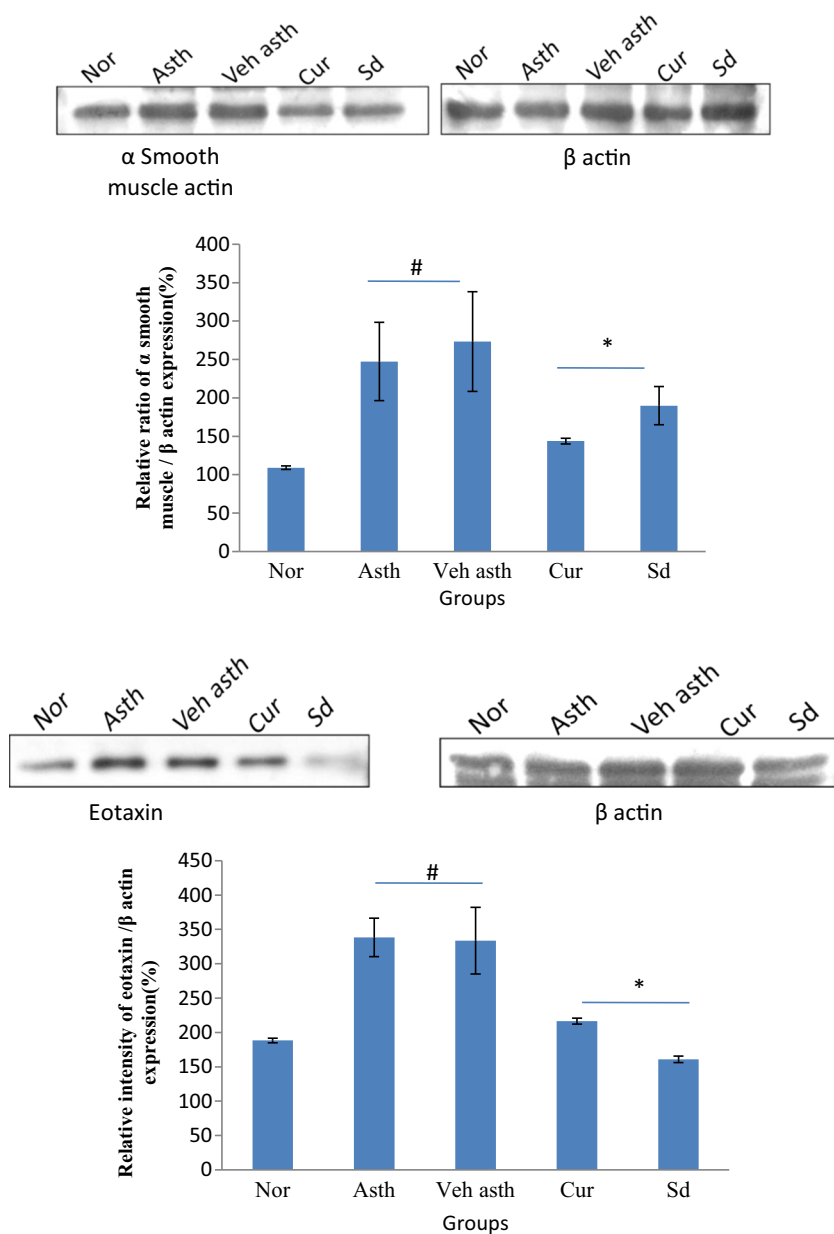 Nor Asth Veh asth Cur Sd
Nor Asth Veh asth Cur Sd
α Smooth
muscle actin
β actin
Relative ratio of α smooth
muscle / β actin expression(%)
400
350
300
250
200
150
100
50
0
#
*
Nor Asth Veh asth Cur Sd
Groups
Nor Asth Veh asth Cur Sd
Nor Asth Veh asth Cur Sd
Eotaxin
β actin
Relative intensity of eotaxin /β actin
expression(%)
450
400
350
300
250
200
150
100
50
0
#
*
Nor Asth Veh asth Cur Sd
Groups